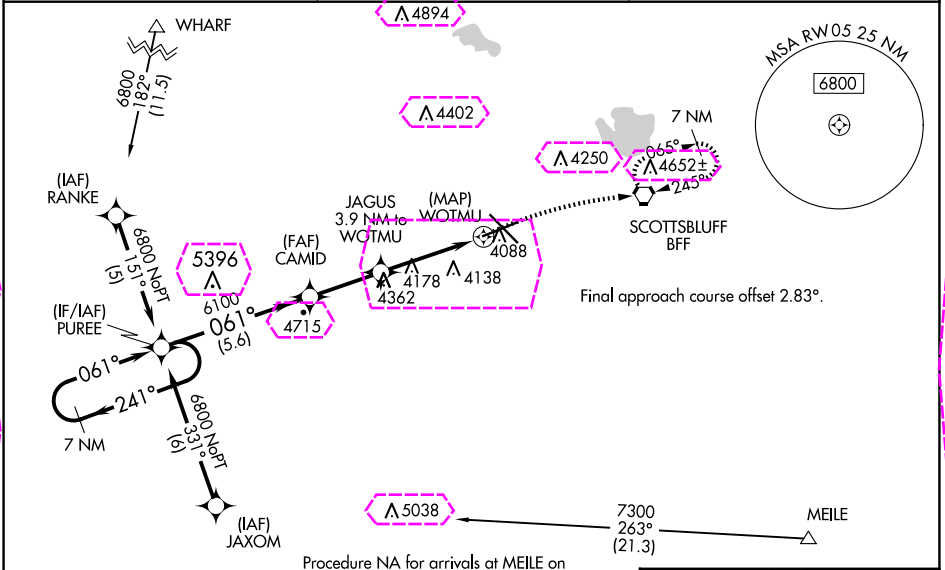 4894
WHARF
MSA RW05 25 NM
6800
6800
182°
(11.5)
4402
7 NM
4250
065°
4652±
245°
(IAF)
RANKE
JAGUS
3.9 NM to
WOTMU
(MAP)
WOTMU
SCOTTSBLUFF
BFF
6800 NoPT
151°
(5)
(FAF)
CAMID
5396
4088
4178
4138
4362
Final approach course offset 2.83°.
6100
061°
(5.6)
4715
(IF/IAF)
PUREE
061°
241°
7 NM
6800 NoPT
331°
(6)
(IAF)
JAXOM
5038
7300
263°
(21.3)
MEILE
Procedure NA for arrivals at MEILE on